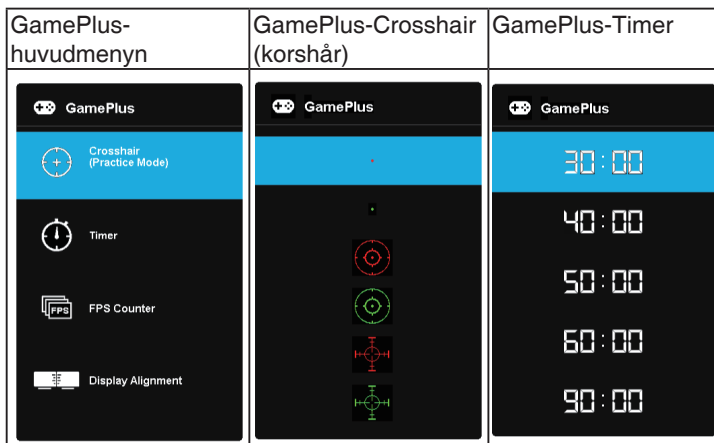 GamePlus-
huvudmenyn
GamePlus-Crosshair
(korshår)
GamePlus-Timer
GamePlus
Crosshair
(Practice Mode)
Timer
FPS
FPS Counter
Display Alignment
GamePlus
GamePlus
30:00
40:00
50:00
60:00
90:00